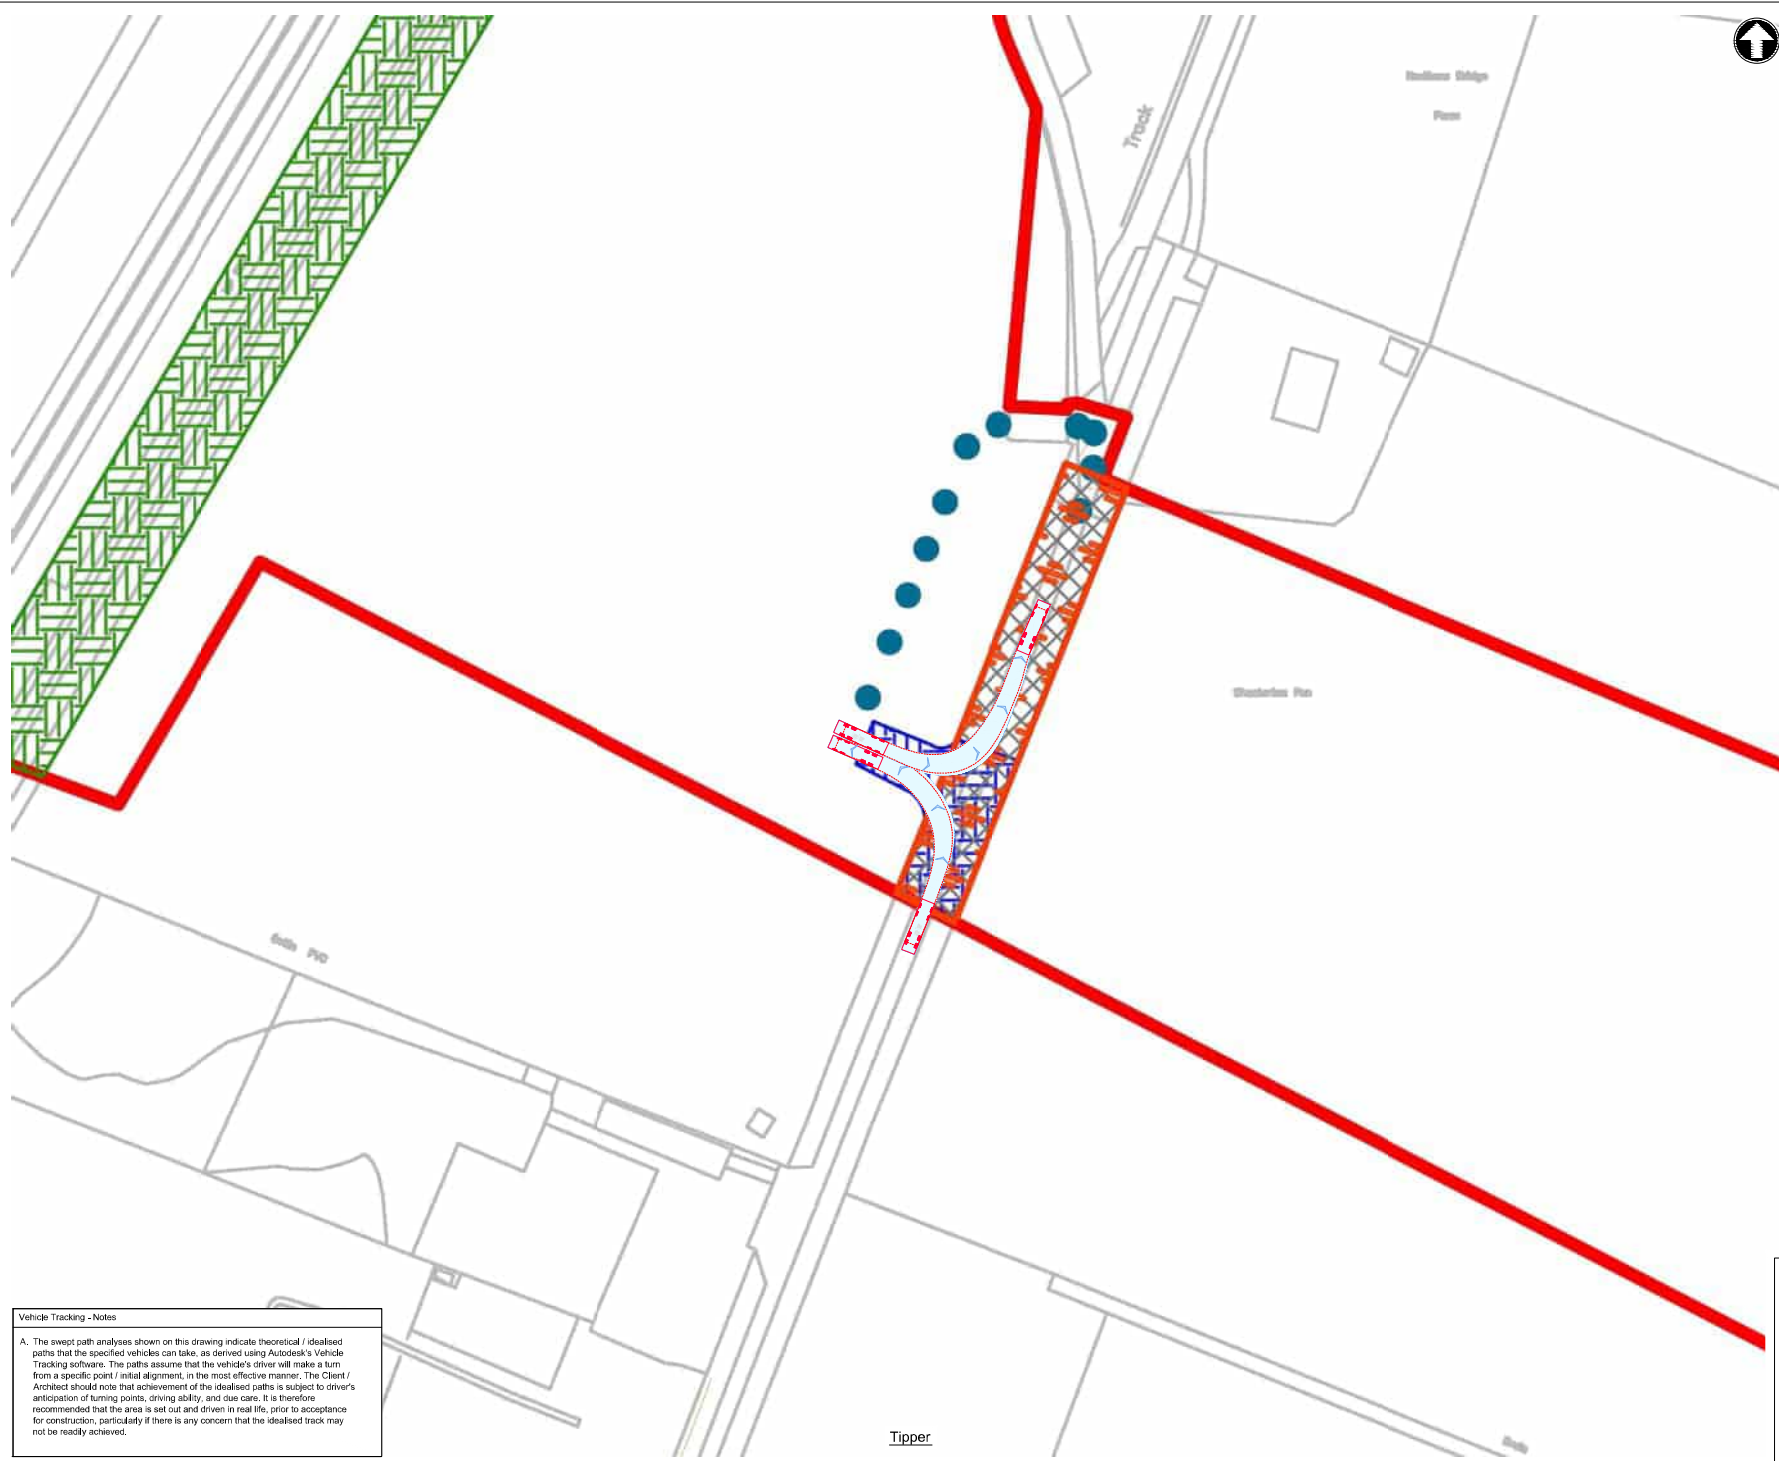 Track
Farm
Vehicle Tracking - Notes
A. The swept path analyses shown on this drawing indicate theoretical / idealised
paths that the specified vehicles can take, as derived using Autodesk's Vehicle
Tracking software. The paths assume that the vehicle's driver will make a turn
from a specific point / initial alignment, in the most effective manner. The Client /
Architect should note that achievement of the idealised paths is subject to driver's
anticipation of turning points, driving ability, and due care. It is therefore
recommended that the area is set out and driven in real life, prior to acceptance
for construction, particularly if there is any concern that the idealised track may
not be readily achieved.
Tipper